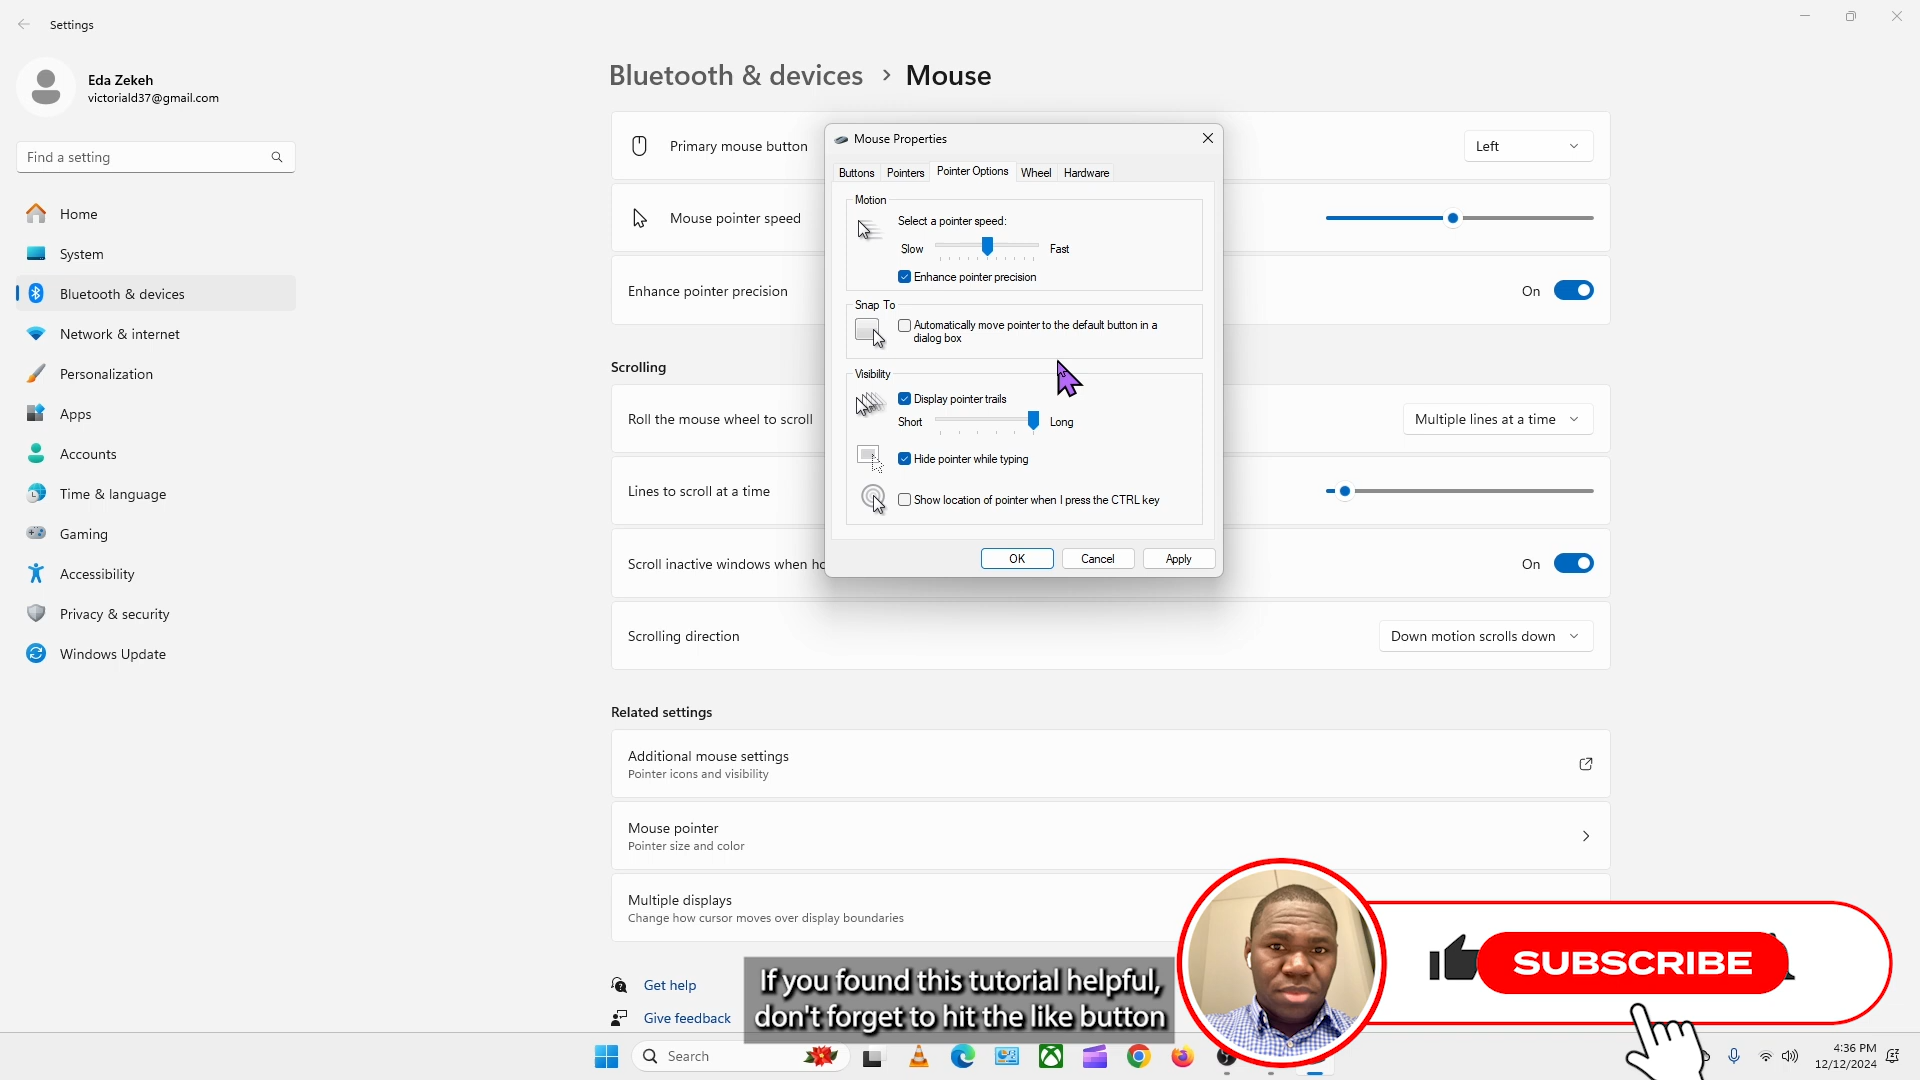 Settings
Eda Zekeh
victoriald37@gmail.com
Find a setting
Home
System
Bluetooth & devices
Network & internet
Personalization
Apps
Accounts
Time & language
Gaming
Accessibility
Privacy & security
Windows Update
Bluetooth & devices > Mouse
Primary mouse button
Left
Mouse pointer speed
Enhance pointer precision
On
Scrolling
Roll the mouse wheel to scroll
Multiple lines at a time
Lines to scroll at a time
Scroll inactive windows when
On
Scrolling direction
Down motion scrolls down
Related settings
Additional mouse settings
Pointer icons and visibility
Mouse pointer
Pointer size and color
Multiple displays
Change how cursor moves over display boundaries
Get help
Give feedback
Mouse Properties
Buttons Pointers Pointer Options Wheel Hardware
Motion
Select a pointer speed:
Slow Fast
Enhance pointer precision
Snap To
Automatically move pointer to the default button in a
dialog box
Visibility
Display pointer trails
Short Long
Hide pointer while typing
Show location of pointer when I press the CTRL key
OK Cancel Apply
If you found this tutorial helpful,
don't forget to hit the like button
SUBSCRIBE
Search
4:36 PM
12/12/2024